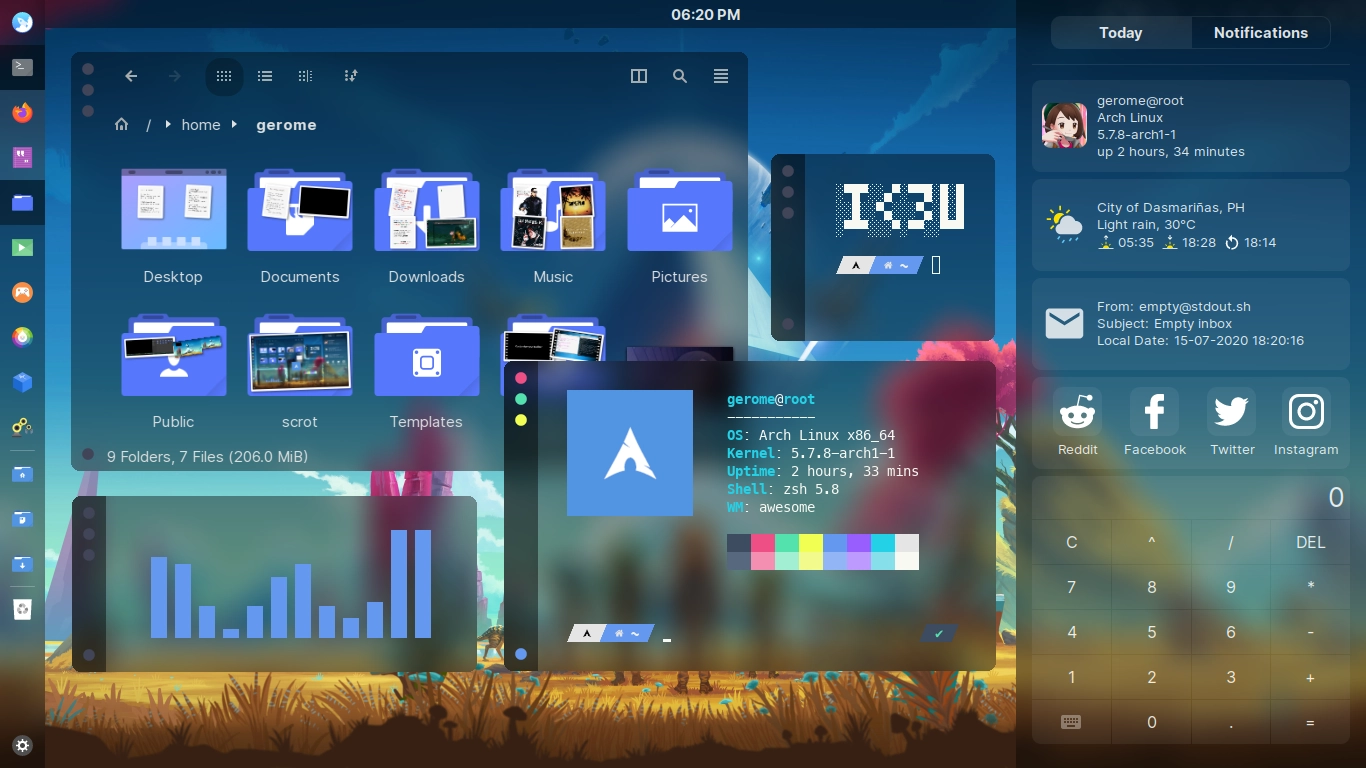 06:20 PM
/ home gerome
Desktop Documents Downloads Music Pictures
Public scrot Templates
9 Folders, 7 Files (206.0 MiB)
~
gerome@root
-----------
OS: Arch Linux x86_64
Kernel: 5.7.8-arch1-1
Uptime: 2 hours, 33 mins
Shell: zsh 5.8
WM: awesome
~
Today Notifications
gerome@root
Arch Linux
5.7.8-arch1-1
up 2 hours, 34 minutes
City of Dasmariñas, PH
Light rain, 30°C
05:35 18:28 18:14
From: empty@stdout.sh
Subject: Empty inbox
Local Date: 15-07-2020 18:20:16
Reddit Facebook Twitter Instagram
0
C ^ / DEL
7 8 9 *
4 5 6 -
1 2 3 +
0 . =